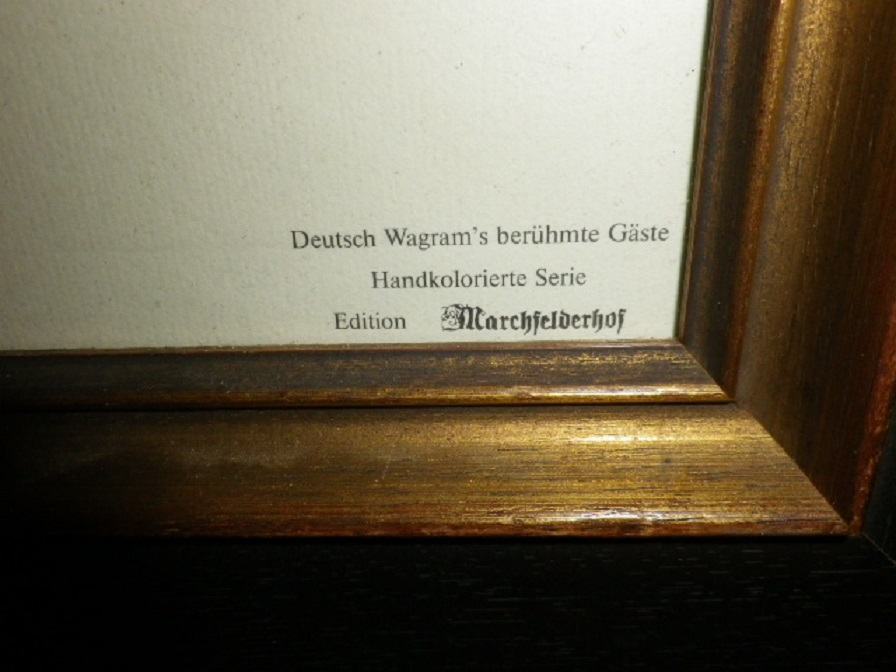 Deutsch Wagram's berühmte Gäste
Handkolorierte Serie
Edition Marchfelderhof